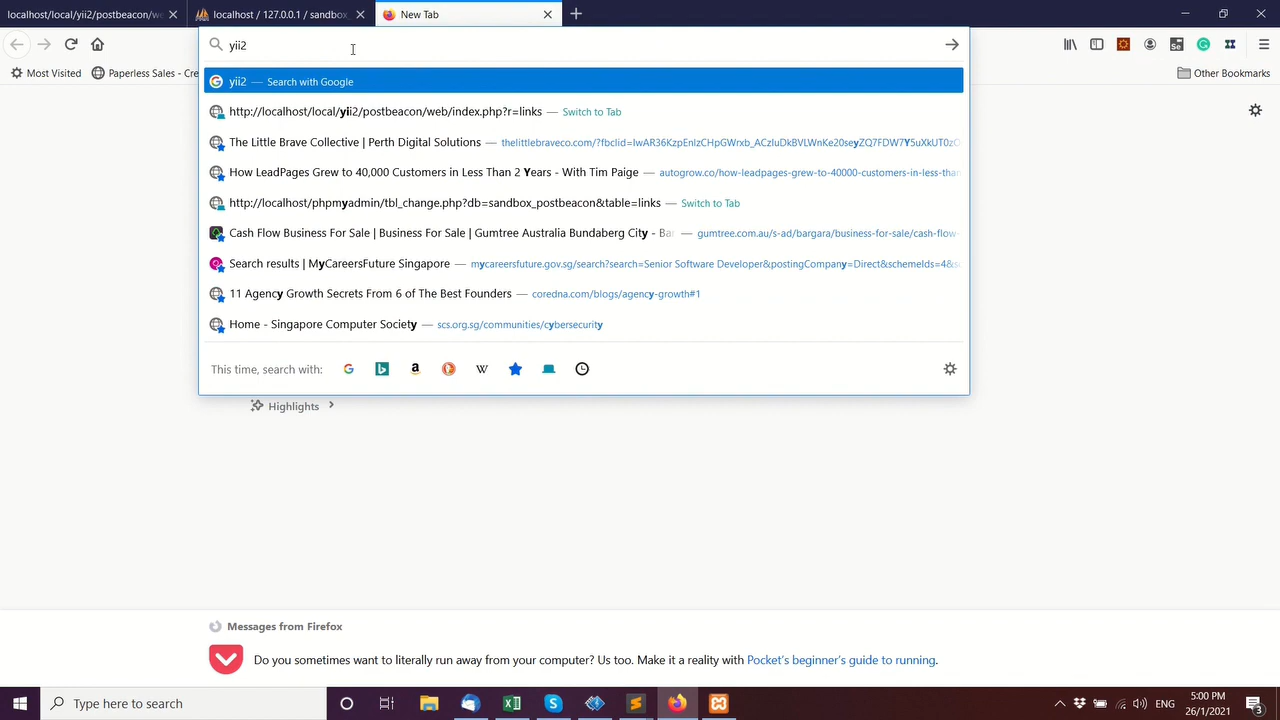 localhost/local/yii2/postbeacon/we
localhost / 127.0.0.1 / sandbox_
New Tab
yii2
Most Visited
Paperless Sales - Cre
Other Bookmarks
yii2 — Search with Google
http://localhost/local/yii2/postbeacon/web/index.php?r=links — Switch to Tab
The Little Brave Collective | Perth Digital Solutions — thelittlebraveco.com/?fbclid=IwAR36KzpEnIzCHpGWrxb_ACzIuDkBVLWnKe20seyZQ7FDW7Y5uXkUT0zC
How LeadPages Grew to 40,000 Customers in Less Than 2 Years - With Tim Paige — autogrow.co/how-leadpages-grew-to-40000-customers-in-less-than
http://localhost/phpmyadmin/tbl_change.php?db=sandbox_postbeacon&table=links — Switch to Tab
Cash Flow Business For Sale | Business For Sale | Gumtree Australia Bundaberg City - Bar — gumtree.com.au/s-ad/bargara/business-for-sale/cash-flow-
Search results | MyCareersFuture Singapore — mycareersfuture.gov.sg/search?search=Senior Software Developer&postingCompany=Direct&schemeIds=4&s
11 Agency Growth Secrets From 6 of The Best Founders — coredna.com/blogs/agency-growth#1
Home - Singapore Computer Society — scs.org.sg/communities/cybersecurity
This time, search with:
Highlights
Messages from Firefox
Do you sometimes want to literally run away from your computer? Us too. Make it a reality with Pocket's beginner's guide to running.
Type here to search
ENG
5:00 PM
26/1/2021
3